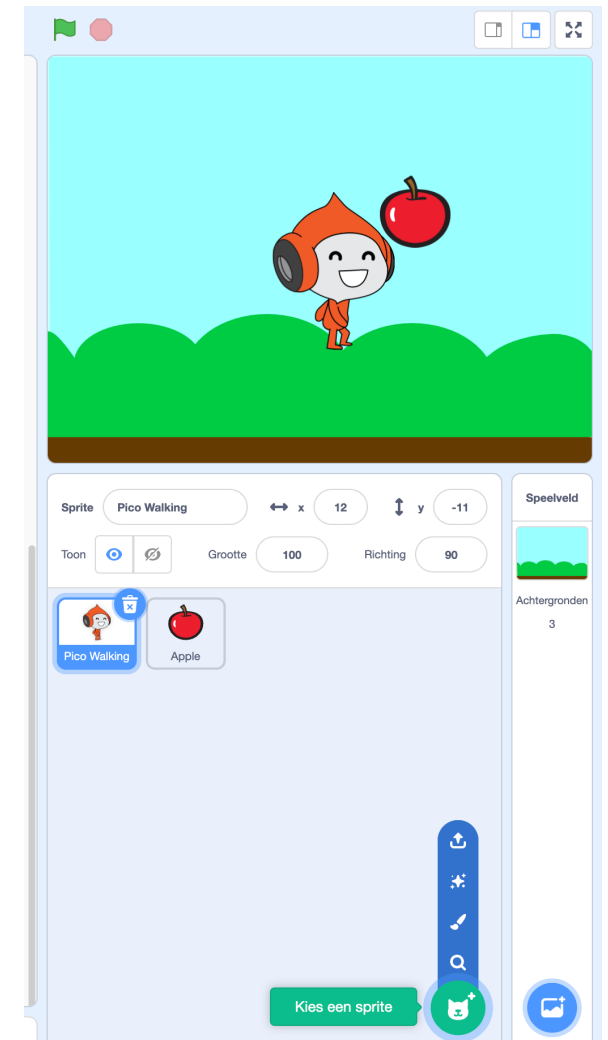 Sprite Pico Walking x 12 y -11
Toon Grootte 100 Richting 90
Pico Walking
Apple
Speelveld
Achtergronden
3
Kies een sprite